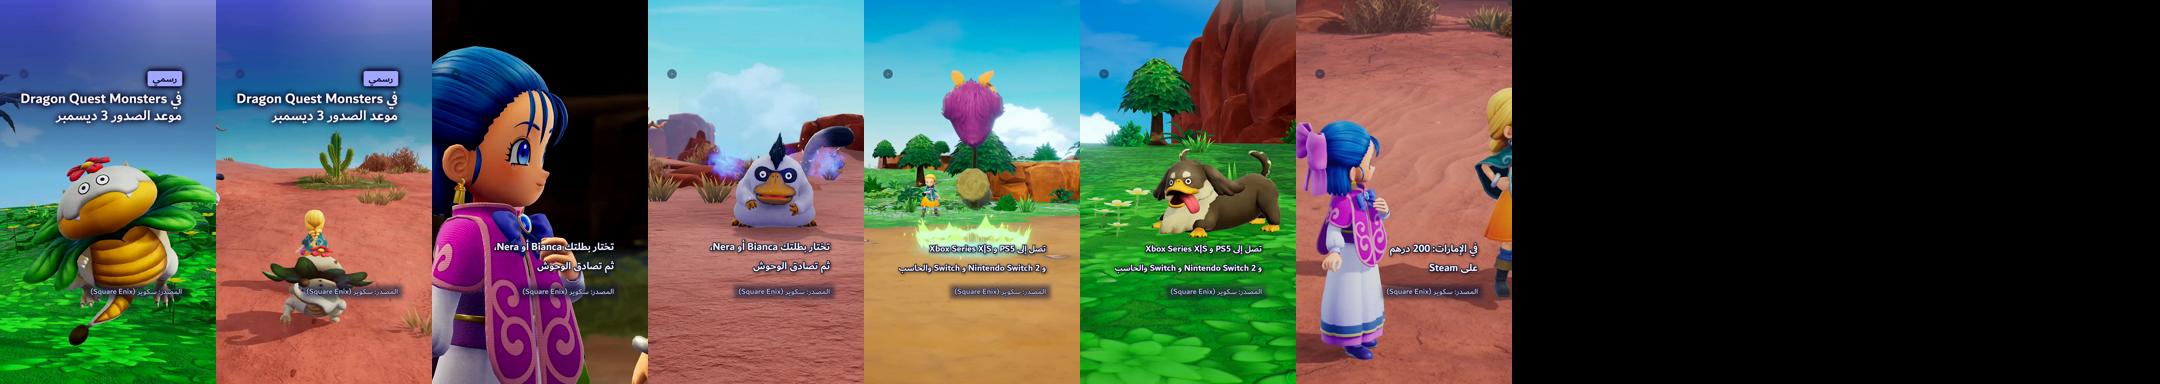 رسمي
في Dragon Quest Monsters
موعد الصدور 3 ديسمبر
(Square Enix) المصدر: سكوير
رسمي
في Dragon Quest Monsters
موعد الصدور 3 ديسمبر
المصدر: سكوير (Square Enix)
تختار بطلتك Bianca أو Nera،
ثم تصادق الوحوش
المصدر: سكوير (Square Enix)
تختار بطلتك Bianca أو Nera،
ثم تصادق الوحوش
المصدر: سكوير (Square Enix)
تصل إلى PS5 و Xbox Series X|S
و Nintendo Switch 2 و Switch والحاسب
المصدر: سكوير (Square Enix)
تصل إلى PS5 و Xbox Series X|S
و Nintendo Switch 2 و Switch والحاسب
المصدر: سكوير (Square Enix)
في الإمارات: 200 درهم
على Steam
المصدر: سكوير (Square Enix)